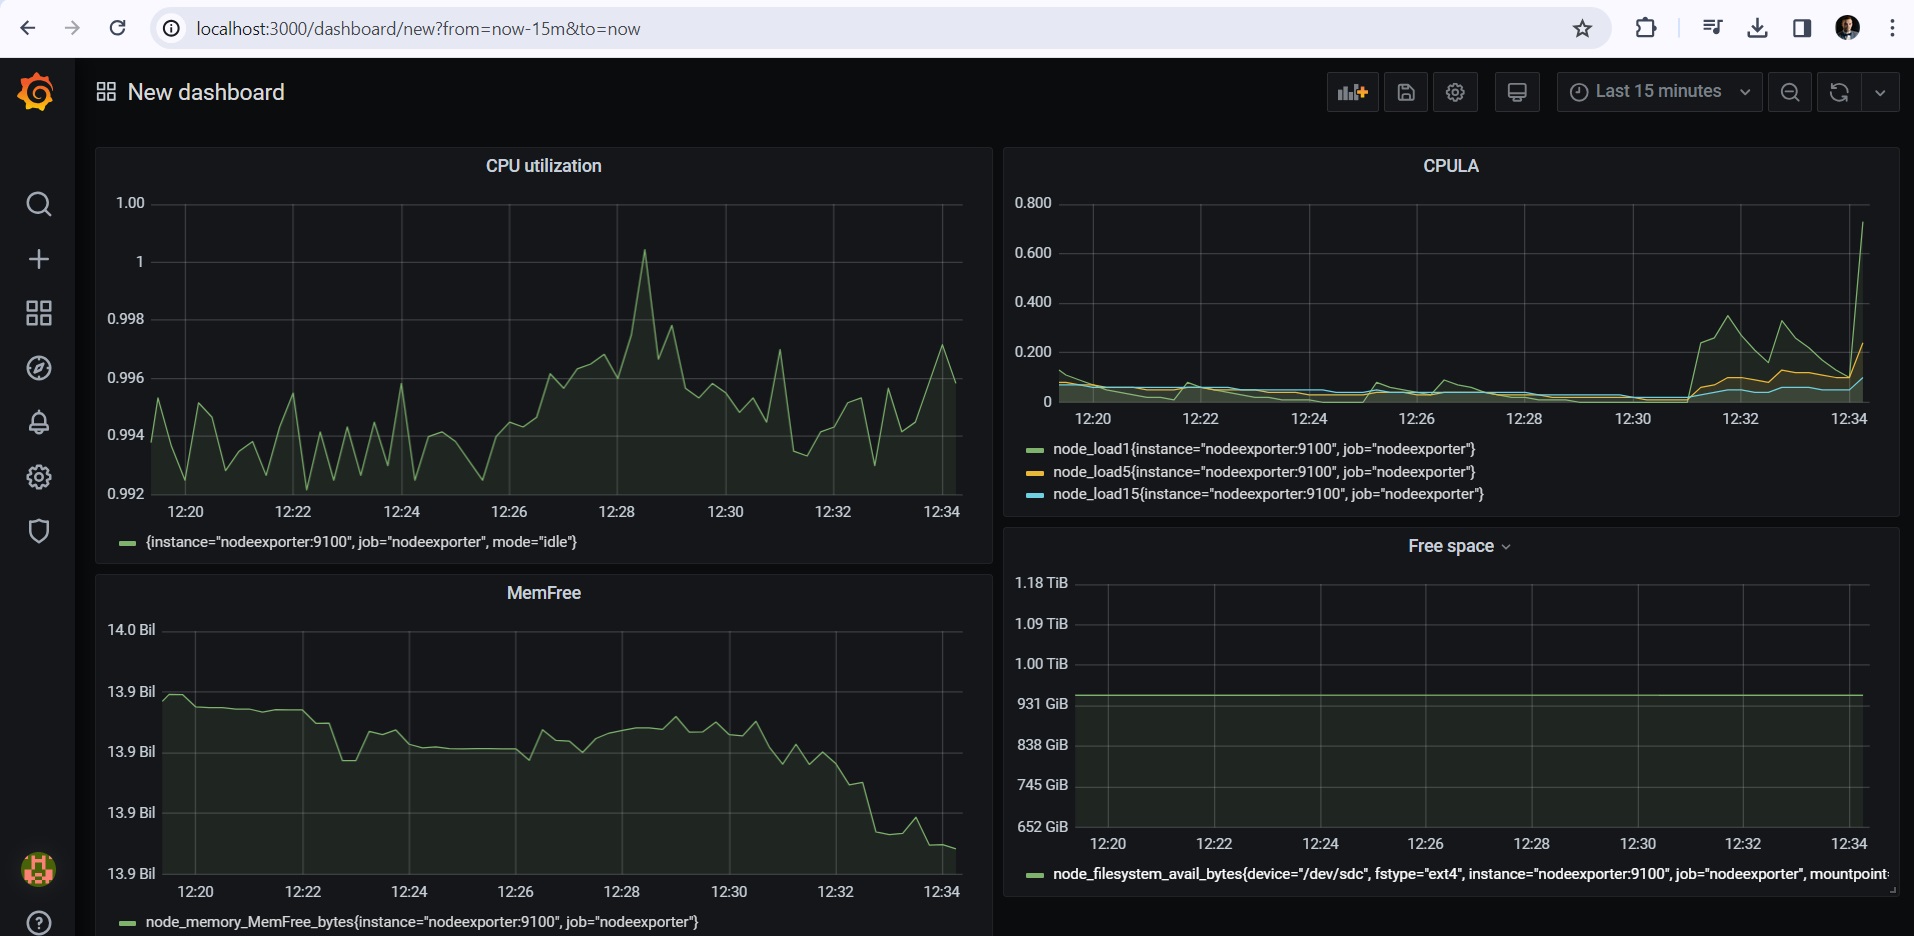 localhost:3000/dashboard/new?from=now-15m&to=now
New dashboard
Last 15 minutes
CPU utilization
1.00
1
0.998
0.996
0.994
0.992
12:20 12:22 12:24 12:26 12:28 12:30 12:32 12:34
{instance="nodeexporter:9100", job="nodeexporter", mode="idle"}
CPULA
0.800
0.600
0.400
0.200
0
12:20 12:22 12:24 12:26 12:28 12:30 12:32 12:34
node_load1{instance="nodeexporter:9100", job="nodeexporter"}
node_load5{instance="nodeexporter:9100", job="nodeexporter"}
node_load15{instance="nodeexporter:9100", job="nodeexporter"}
MemFree
14.0 Bil
13.9 Bil
13.9 Bil
13.9 Bil
13.9 Bil
12:20 12:22 12:24 12:26 12:28 12:30 12:32 12:34
node_memory_MemFree_bytes{instance="nodeexporter:9100", job="nodeexporter"}
Free space
1.18 TiB
1.09 TiB
1.00 TiB
931 GiB
838 GiB
745 GiB
652 GiB
12:20 12:22 12:24 12:26 12:28 12:30 12:32 12:34
node_filesystem_avail_bytes{device="/dev/sdc", fstype="ext4", instance="nodeexporter:9100", job="nodeexporter", mountpoint=